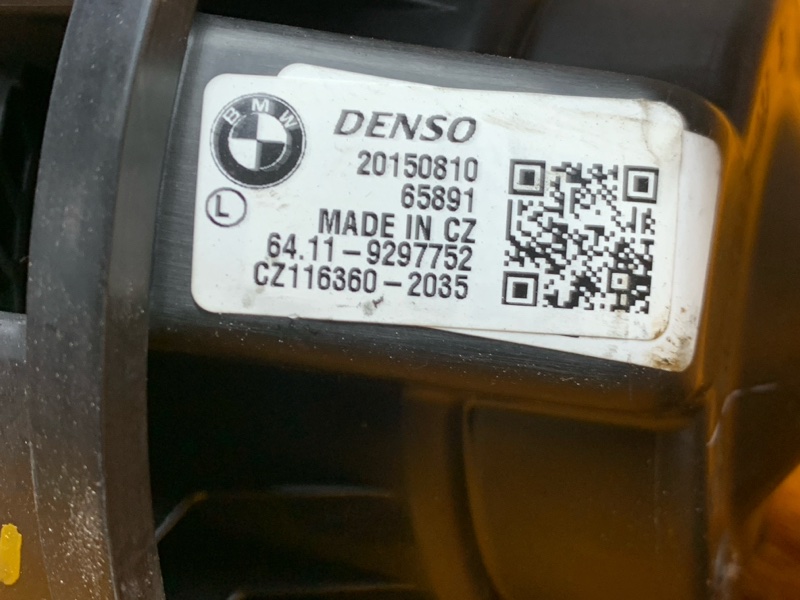 BMW
DENSO
20150810
65891
L
MADE IN CZ
64.11-9297752
CZ116360-2035